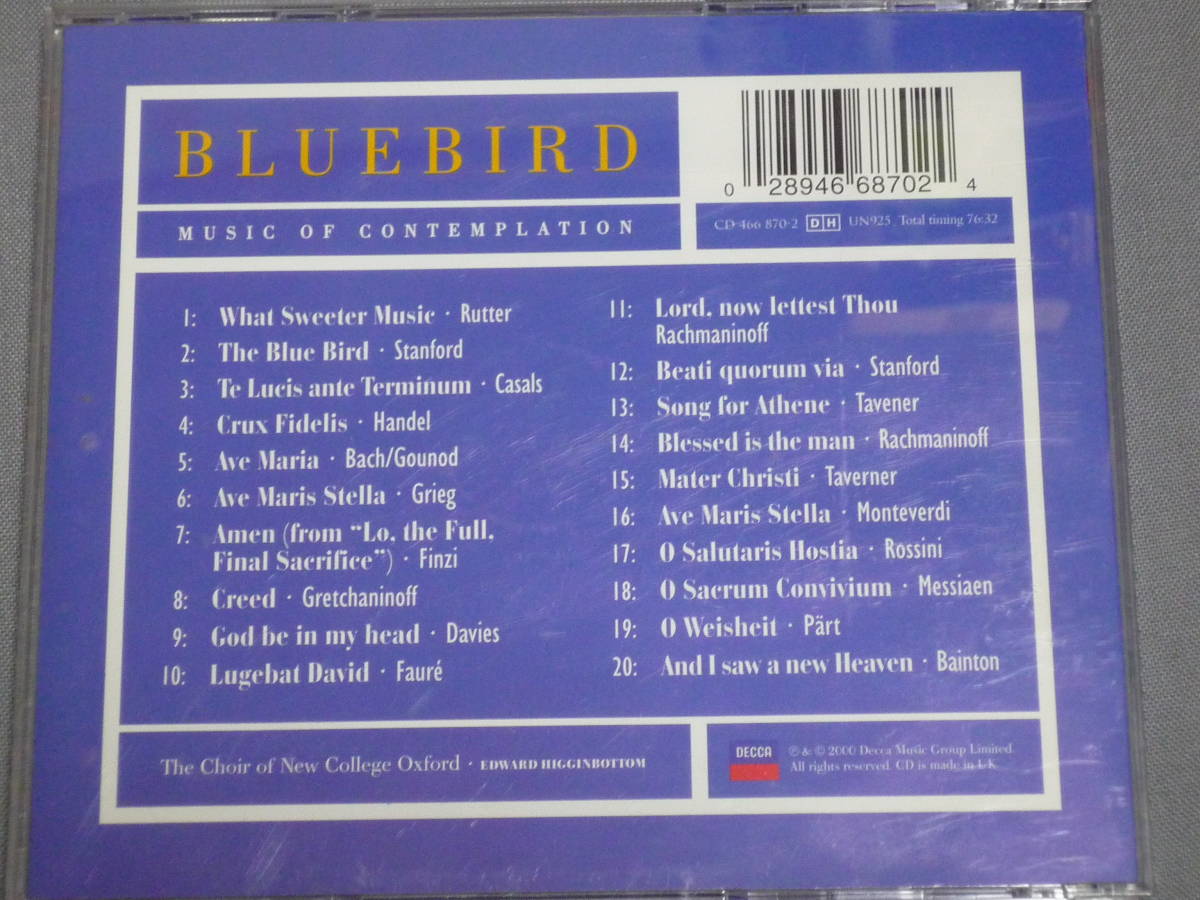 BLUEBIRD
MUSIC OF CONTEMPLATION
0 28946 68702 4
CD 466 870-2 DH UN925 Total timing 76:32
1: What Sweeter Music · Rutter
2: The Blue Bird · Stanford
3: Te Lucis ante Terminum · Casals
4: Crux Fidelis · Handel
5: Ave Maria · Bach/Gounod
6: Ave Maris Stella · Grieg
7: Amen (from “Lo, the Full,
Final Sacrifice”) · Finzi
8: Creed · Gretchaninoff
9: God be in my head · Davies
10: Lugebat David · Fauré
11: Lord, now lettest Thou
Rachmaninoff
12: Beati quorum via · Stanford
13: Song for Athene · Tavener
14: Blessed is the man · Rachmaninoff
15: Mater Christi · Taverner
16: Ave Maris Stella · Monteverdi
17: O Salutaris Hostia · Rossini
18: O Sacrum Convivium · Messiaen
19: O Weisheit · Pärt
20: And I saw a new Heaven · Bainton
The Choir of New College Oxford · EDWARD HIGGINBOTTOM
DECCA
℗ & © 2000 Decca Music Group Limited.
All rights reserved. CD is made in U.K.